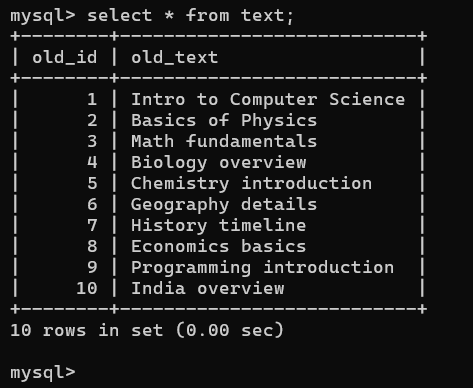 mysql> select * from text;
+--------+---------------------------+
| old_id | old_text                  |
+--------+---------------------------+
|      1 | Intro to Computer Science |
|      2 | Basics of Physics         |
|      3 | Math fundamentals         |
|      4 | Biology overview          |
|      5 | Chemistry introduction    |
|      6 | Geography details         |
|      7 | History timeline          |
|      8 | Economics basics          |
|      9 | Programming introduction  |
|     10 | India overview            |
+--------+---------------------------+
10 rows in set (0.00 sec)
mysql>